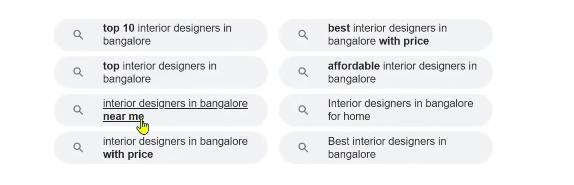 top 10 interior designers in
bangalore
best interior designers in
bangalore with price
top interior designers in
bangalore
affordable interior designers in
bangalore
interior designers in bangalore
near me
Interior designers in bangalore
for home
interior designers in bangalore
with price
Best interior designers in
bangalore